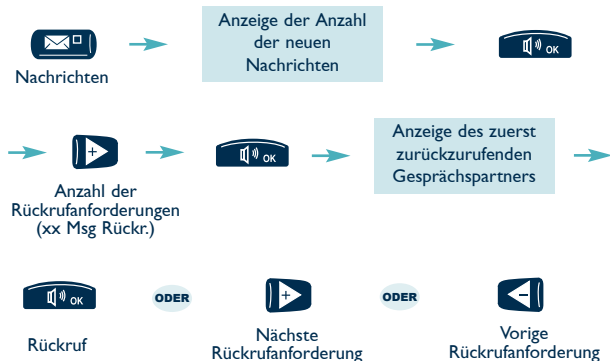 Anzeige der Anzahl
der neuen
Nachrichten
OK
Nachrichten
+
OK
Anzeige des zuerst
zurückzurufenden
Gesprächspartners
Anzahl der
Rückrufanforderungen
(xx Msg Rückr.)
OK
ODER
+
ODER
-
Rückruf
Nächste
Rückrufanforderung
Vorige
Rückrufanforderung